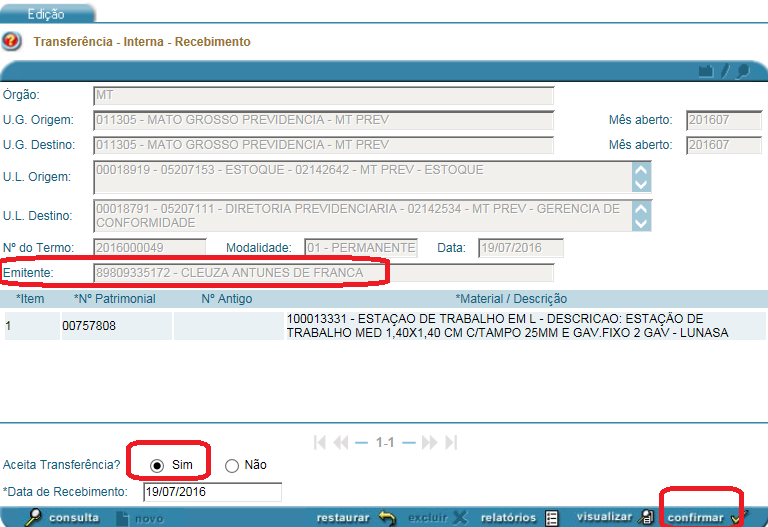 Edição
Transferência - Interna - Recebimento
Órgão: MT
U.G. Origem: 011305 - MATO GROSSO PREVIDENCIA - MT PREV Mês aberto: 201607
U.G. Destino: 011305 - MATO GROSSO PREVIDENCIA - MT PREV Mês aberto: 201607
U.L. Origem: 00018919 - 05207153 - ESTOQUE - 02142642 - MT PREV - ESTOQUE
U.L. Destino: 00018791 - 05207111 - DIRETORIA PREVIDENCIARIA - 02142534 - MT PREV - GERENCIA DE
CONFORMIDADE
Nº do Termo: 2016000049 Modalidade: 01 - PERMANENTE Data: 19/07/2016
Emitente: 89809335172 - CLEUZA ANTUNES DE FRANCA
*Item *Nº Patrimonial Nº Antigo *Material / Descrição
1 00757808 100013331 - ESTAÇAO DE TRABALHO EM L - DESCRICAO: ESTAÇÃO DE
TRABALHO MED 1,40X1,40 CM C/TAMPO 25MM E GAV.FIXO 2 GAV - LUNASA
1-1
Aceita Transferência? Sim Não
*Data de Recebimento: 19/07/2016
consulta novo restaurar excluir relatórios visualizar confirmar